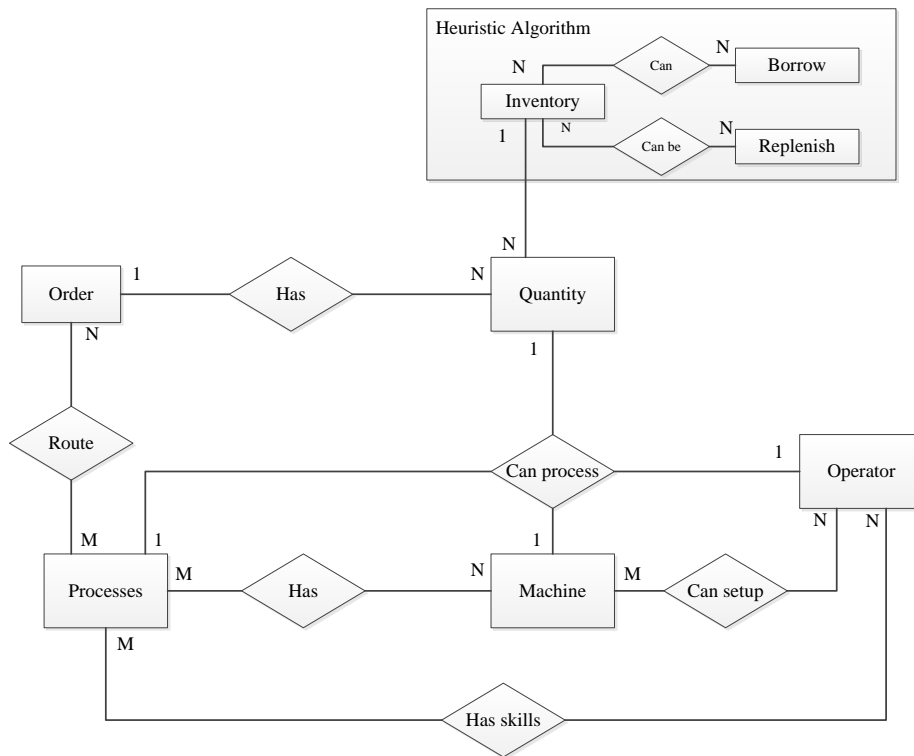 Heuristic Algorithm
N
Can
N
Borrow
Inventory
1
N
Can be
N
Replenish
N
Order
1
Has
N
Quantity
N
1
Route
Can process
1
Operator
M
1
1
N
N
Processes
M
Has
N
Machine
M
Can setup
M
Has skills